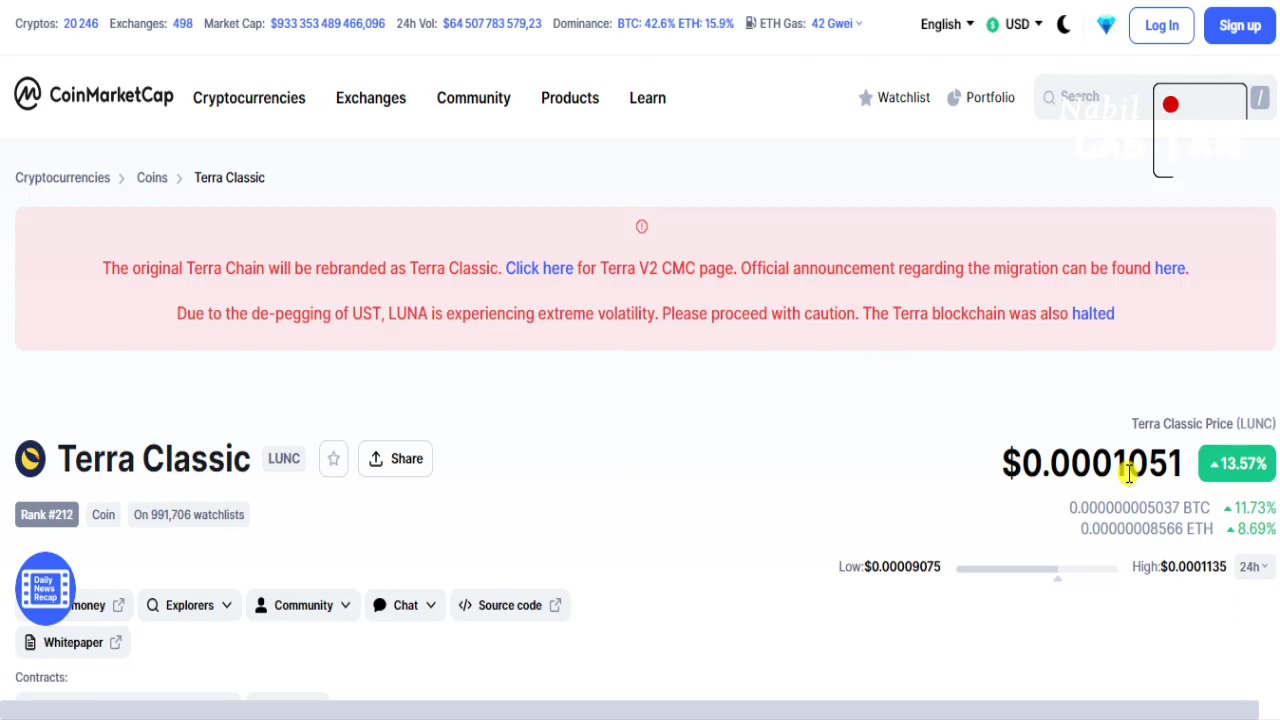 Cryptos: 20 246 Exchanges: 498 Market Cap: $933 353 489 466,096 24h Vol: $64 507 783 579,23 Dominance: BTC: 42.6% ETH: 15.9% ETH Gas: 42 Gwei English USD Log In Sign up
CoinMarketCap Cryptocurrencies Exchanges Community Products Learn Watchlist Portfolio Search /
Nabil
Cryptocurrencies Coins Terra Classic
The original Terra Chain will be rebranded as Terra Classic. Click here for Terra V2 CMC page. Official announcement regarding the migration can be found here.
Due to the de-pegging of UST, LUNA is experiencing extreme volatility. Please proceed with caution. The Terra blockchain was also halted
Terra Classic Price (LUNC)
Terra Classic LUNC Share $0.0001051 13.57%
Rank #212 Coin On 991,706 watchlists 0.000000005037 BTC 11.73%
0.00000008566 ETH 8.69%
Low:$0.00009075 High:$0.0001135 24h
Daily
News
Recap
money Explorers Community Chat Source code
Whitepaper
Contracts: